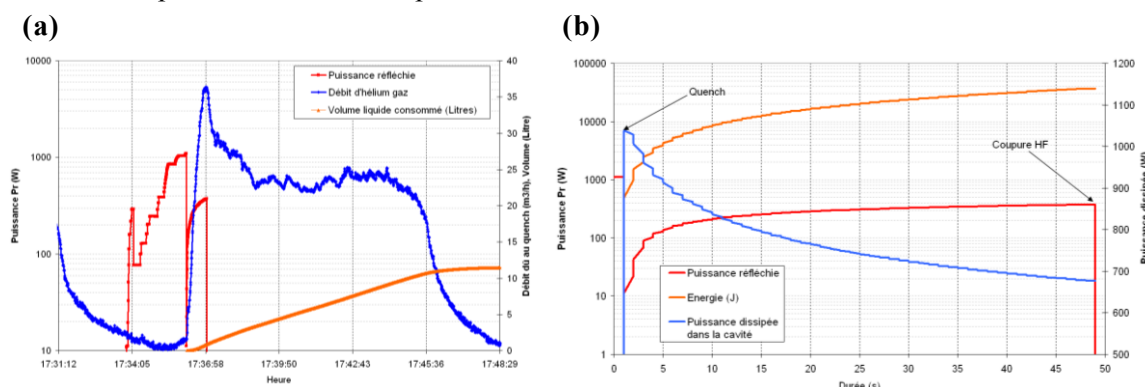 (a)
(b)
10000
1000
100
10
Puissance Pr (W)
Puissance réfléchie
Débit d'hélium gaz
Volume liquide consommé (Litres)
40
35
30
25
20
15
10
5
0
Débit dû au quench (m3/h). Volume (Litre)
17:31:12
17:34:05
17:36:58
17:39:50
17:42:43
17:45:36
17:48:29
Heure
100000
10000
1000
100
10
1
Puissance Pr (W)
Quench
Coupure HF
Puissance réfléchie
Energie (J)
Puissance dissipée
dans la cavité
1200
1100
1000
900
800
700
600
500
Puissance dissipée (W)
0
5
10
15
20
25
30
35
40
45
50
Durée (s)